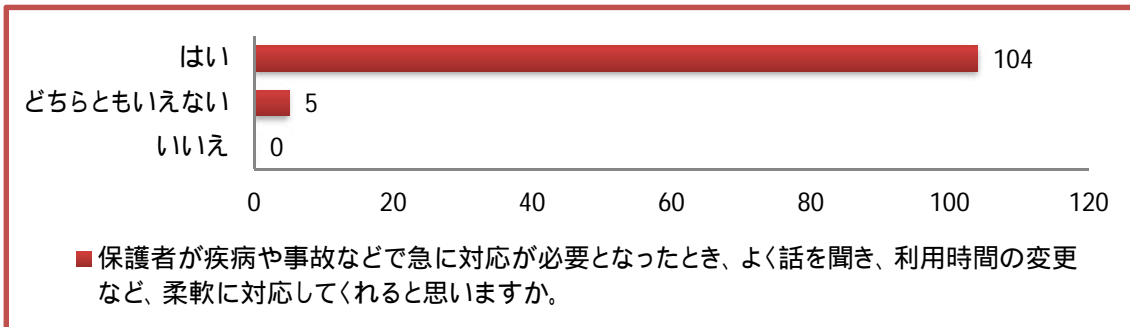 はい 104
どちらともいえない 5
いいえ 0
0 20 40 60 80 100 120
保護者が疾病や事故などで急に対応が必要となったとき、よく話を聞き、利用時間の変更
など、柔軟に対応してくれると思いますか。